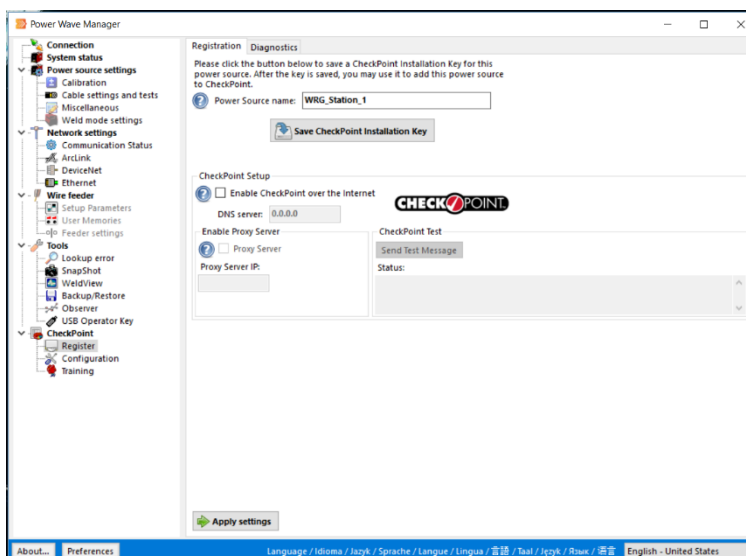 Power Wave Manager
Connection
System status
Power source settings
Calibration
Cable settings and tests
Miscellaneous
Weld mode settings
Network settings
Communication Status
ArcLink
DeviceNet
Ethernet
Wire feeder
Setup Parameters
User Memories
Feeder settings
Tools
Lookup error
SnapShot
WeldView
Backup/Restore
Observer
USB Operator Key
CheckPoint
Register
Configuration
Training
Registration Diagnostics
Please click the button below to save a CheckPoint Installation Key for this
power source. After the key is saved, you may use it to add this power source
to CheckPoint.
Power Source name: WRG_Station_1
Save CheckPoint Installation Key
CheckPoint Setup
Enable CheckPoint over the Internet
CHECKPOINT
DNS server: 0.0.0.0
Enable Proxy Server
Proxy Server
Proxy Server IP:
CheckPoint Test
Send Test Message
Status:
Apply settings
About... Preferences Language / Idioma / Jazyk / Sprache / Langue / Lingua / 言語 / Taal / Język / Язык / 语言 English - United States